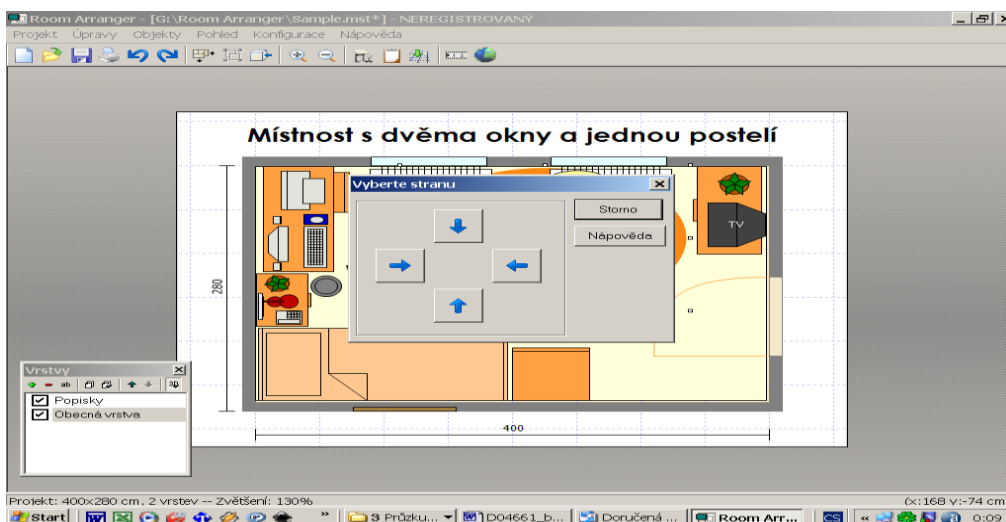 Room Arranger - [G:\Room Arranger\Sample.mst*] - NEREGISTROVANÝ
Projekt Úpravy Objekty Pohled Konfigurace Nápověda
Místnost s dvěma okny a jednou postelí
Vyberte stranu
Storno
Nápověda
TV
280
400
Vrstvy
ab
Popisky
Obecná vrstva
Projekt: 400x280 cm, 2 vrstev -- Zvětšení: 130%
(x:168 v:-74 cm
Start
»
3 Průzku...
D04661_b...
Doručená ...
Room Arr...
CS
«
0:09